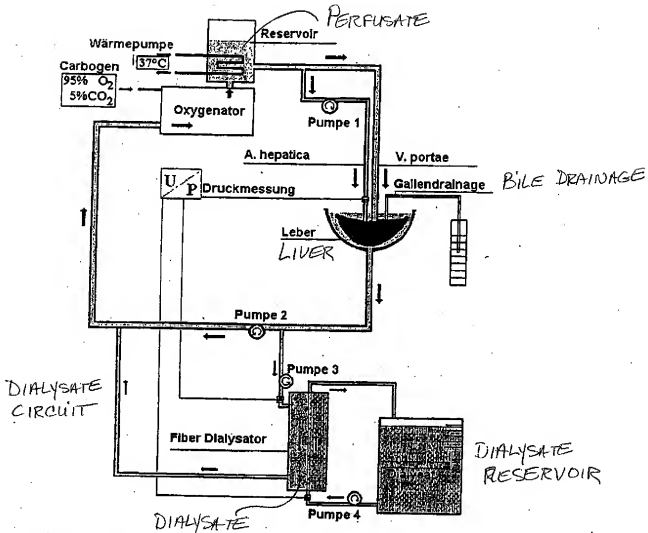 PERFUSATE
Reservoir
Wärmepumpe
37°C
Carbogen
95% O2
5%CO2
Oxygenator
Pumpe 1
A. hepatica
V. portae
U/P
Druckmessung
Gallendrainage
BILE DRAINAGE
Leber
LIVER
Pumpe 2
Pumpe 3
DIALYSATE
CIRCUIT
Fiber Dialysator
DIALYSATE
RESERVOIR
Pumpe 4
DIALYSATE